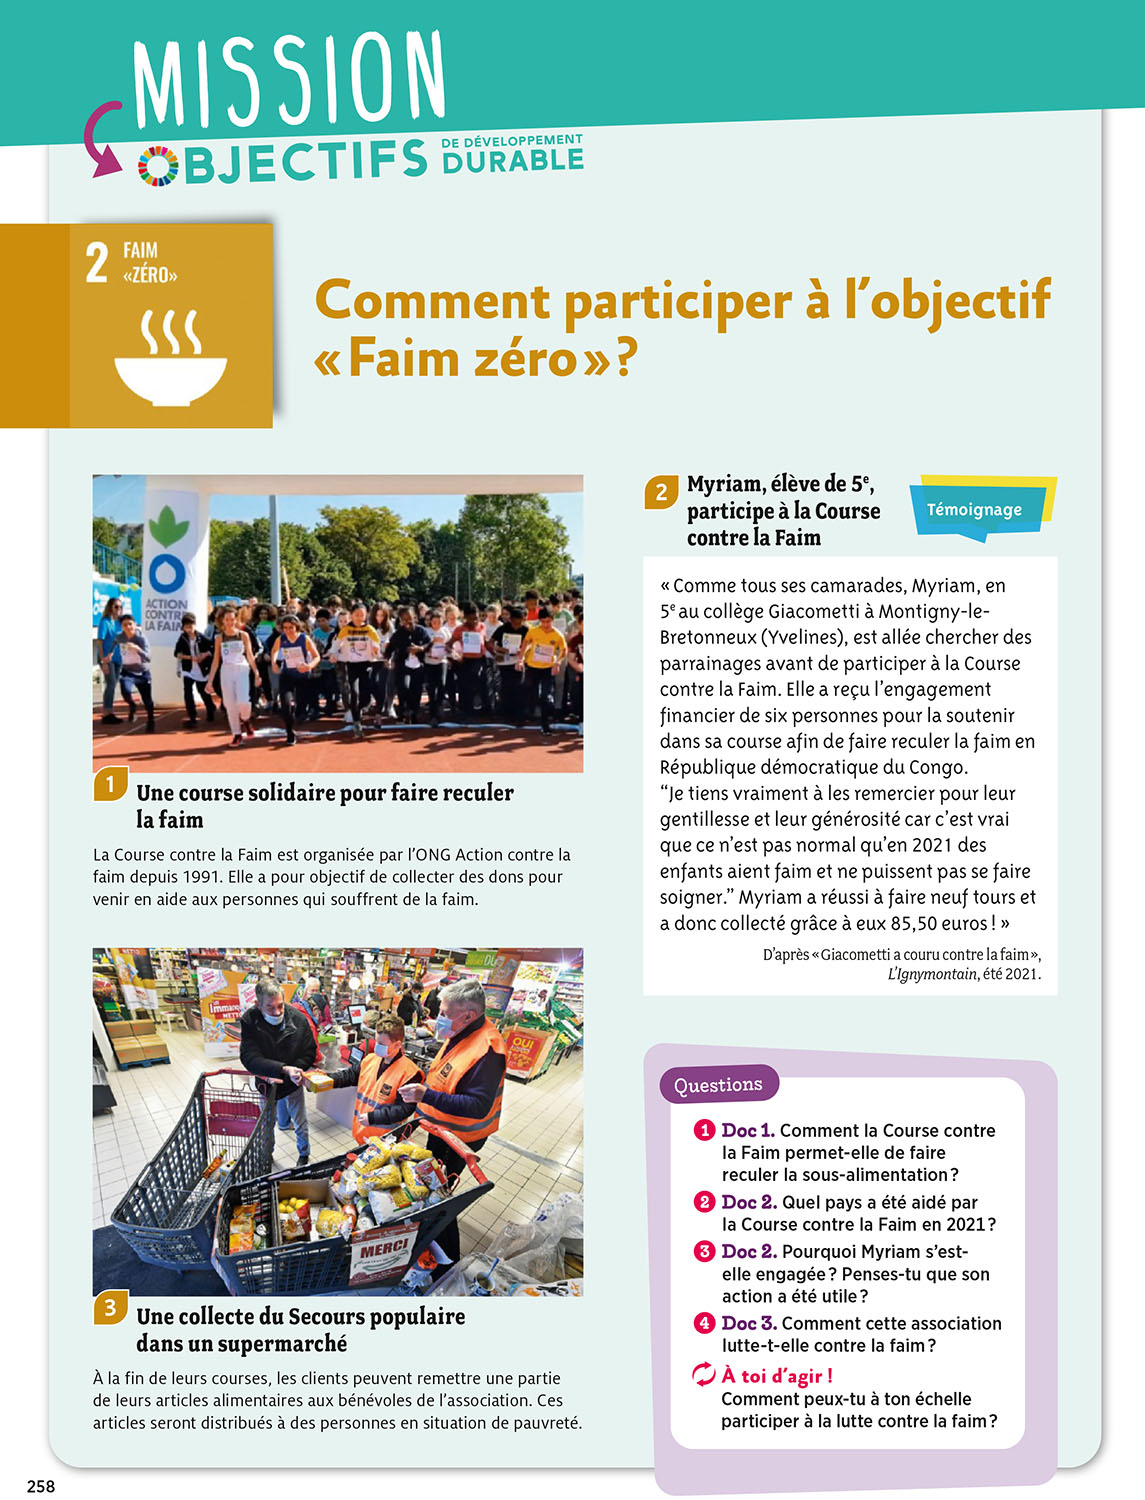 MISSION
OBJECTIFS DE DÉVELOPPEMENT
DURABLE
2 FAIM
«ZÉRO»
Comment participer à l'objectif
« Faim zéro » ?
ACTION
CONTRE
LA FAIM
1 Une course solidaire pour faire reculer
la faim
La Course contre la Faim est organisée par l'ONG Action contre la
faim depuis 1991. Elle a pour objectif de collecter des dons pour
venir en aide aux personnes qui souffrent de la faim.
OUI
MERCI
3 Une collecte du Secours populaire
dans un supermarché
À la fin de leurs courses, les clients peuvent remettre une partie
de leurs articles alimentaires aux bénévoles de l'association. Ces
articles seront distribués à des personnes en situation de pauvreté.
2 Myriam, élève de 5e,
participe à la Course
contre la Faim
Témoignage
« Comme tous ses camarades, Myriam, en
5e au collège Giacometti à Montigny-le-
Bretonneux (Yvelines), est allée chercher des
parrainages avant de participer à la Course
contre la Faim. Elle a reçu l'engagement
financier de six personnes pour la soutenir
dans sa course afin de faire reculer la faim en
République démocratique du Congo.
“Je tiens vraiment à les remercier pour leur
gentillesse et leur générosité car c'est vrai
que ce n'est pas normal qu'en 2021 des
enfants aient faim et ne puissent pas se faire
soigner.” Myriam a réussi à faire neuf tours et
a donc collecté grâce à eux 85,50 euros ! »
D'après « Giacometti a couru contre la faim »,
L'Ignymontain, été 2021.
Questions
1 Doc 1. Comment la Course contre
la Faim permet-elle de faire
reculer la sous-alimentation ?
2 Doc 2. Quel pays a été aidé par
la Course contre la Faim en 2021 ?
3 Doc 2. Pourquoi Myriam s'est-
elle engagée ? Penses-tu que son
action a été utile ?
4 Doc 3. Comment cette association
lutte-t-elle contre la faim ?
À toi d'agir !
Comment peux-tu à ton échelle
participer à la lutte contre la faim ?
258